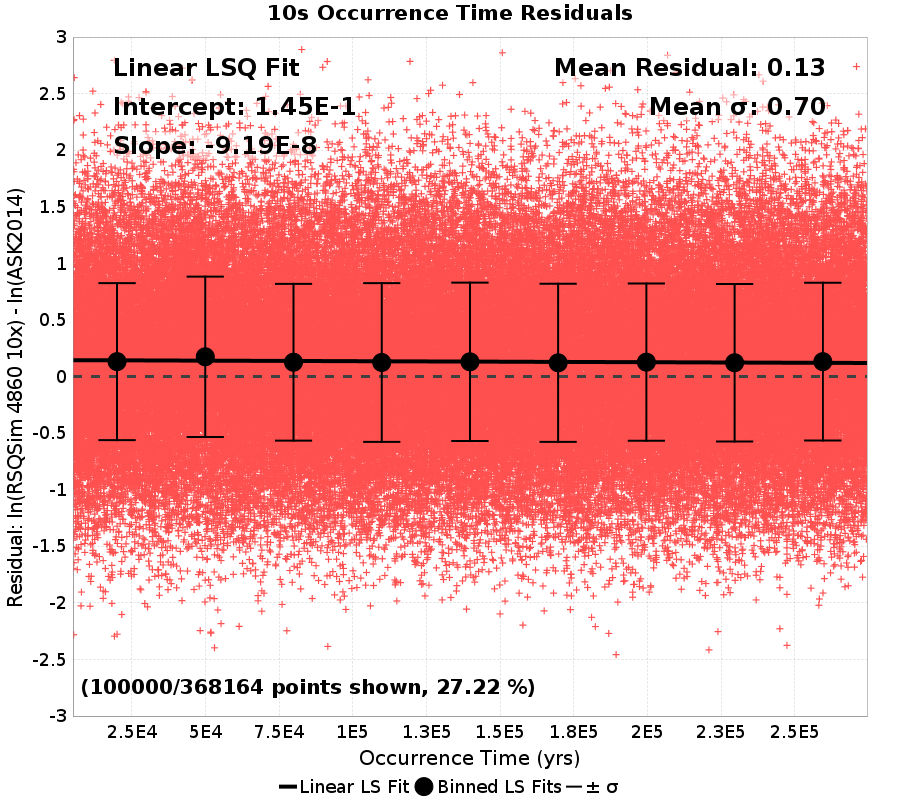 10s Occurrence Time Residuals
Linear LSQ Fit
Mean Residual: 0.13
Intercept: 1.45E-1
Mean σ: 0.70
Slope: -9.19E-8
3
2.5
2
1.5
1
0.5
0
-0.5
-1
-1.5
-2
-2.5
-3
Residual: ln(RSQSim 4860 10x) - ln(ASK2014)
(100000/368164 points shown, 27.22 %)
2.5E4 5E4 7.5E4 1E5 1.3E5 1.5E5 1.8E5 2E5 2.3E5 2.5E5
Occurrence Time (yrs)
Linear LS Fit Binned LS Fits ± σ